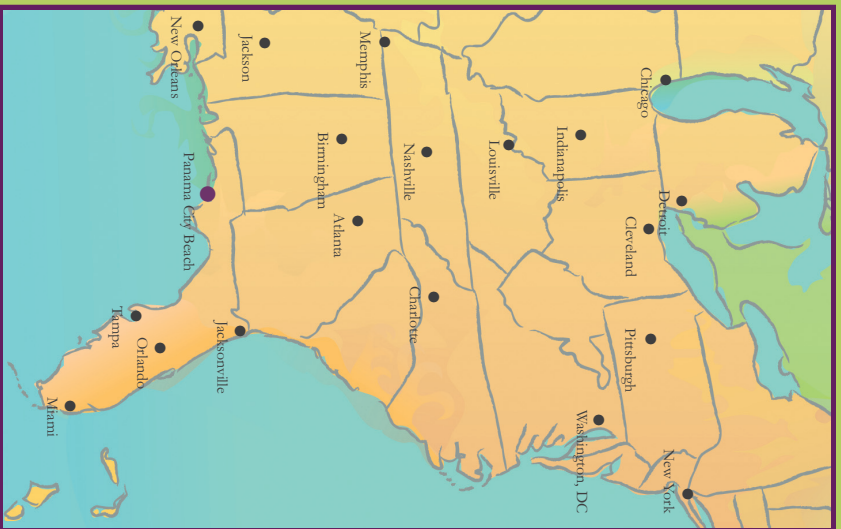 Chicago
Detroit
Cleveland
Pittsburgh
New York
Indianapolis
Washington, DC
Louisville
Nashville
Charlotte
Memphis
Birmingham
Atlanta
Jackson
Jacksonville
New Orleans
Panama City Beach
Orlando
Tampa
Miami